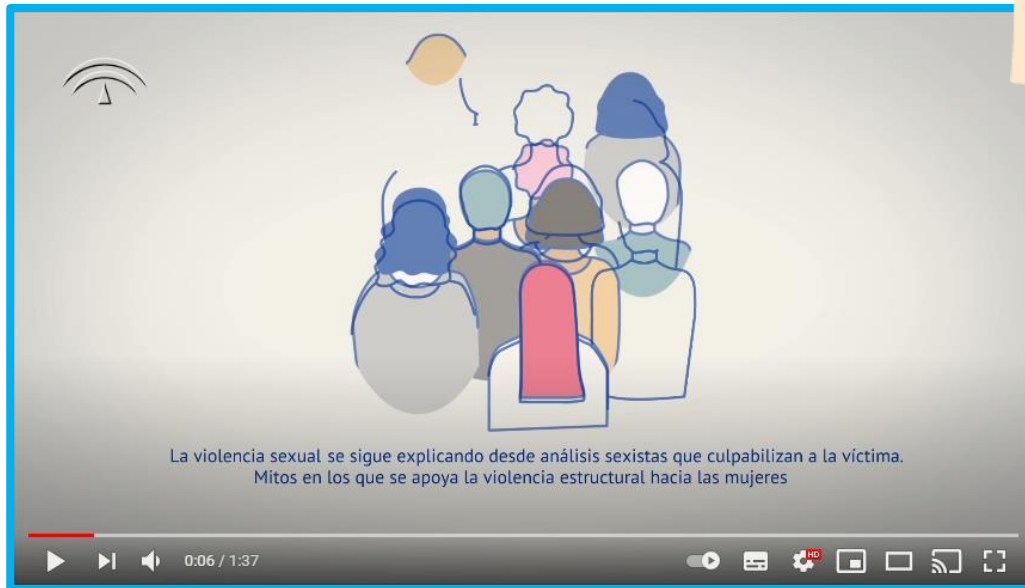 La violencia sexual se sigue explicando desde análisis sexistas que culpabilizan a la víctima.
Mitos en los que se apoya la violencia estructural hacia las mujeres
0:06 / 1:37
HD